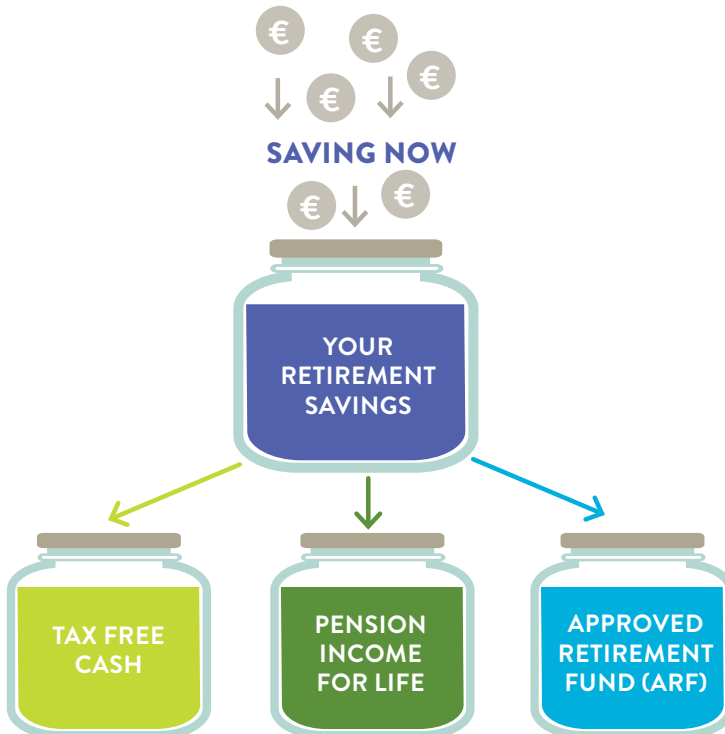 €
€
€
€
SAVING NOW
€
€
YOUR
RETIREMENT
SAVINGS
TAX FREE
CASH
PENSION
INCOME
FOR LIFE
APPROVED
RETIREMENT
FUND (ARF)